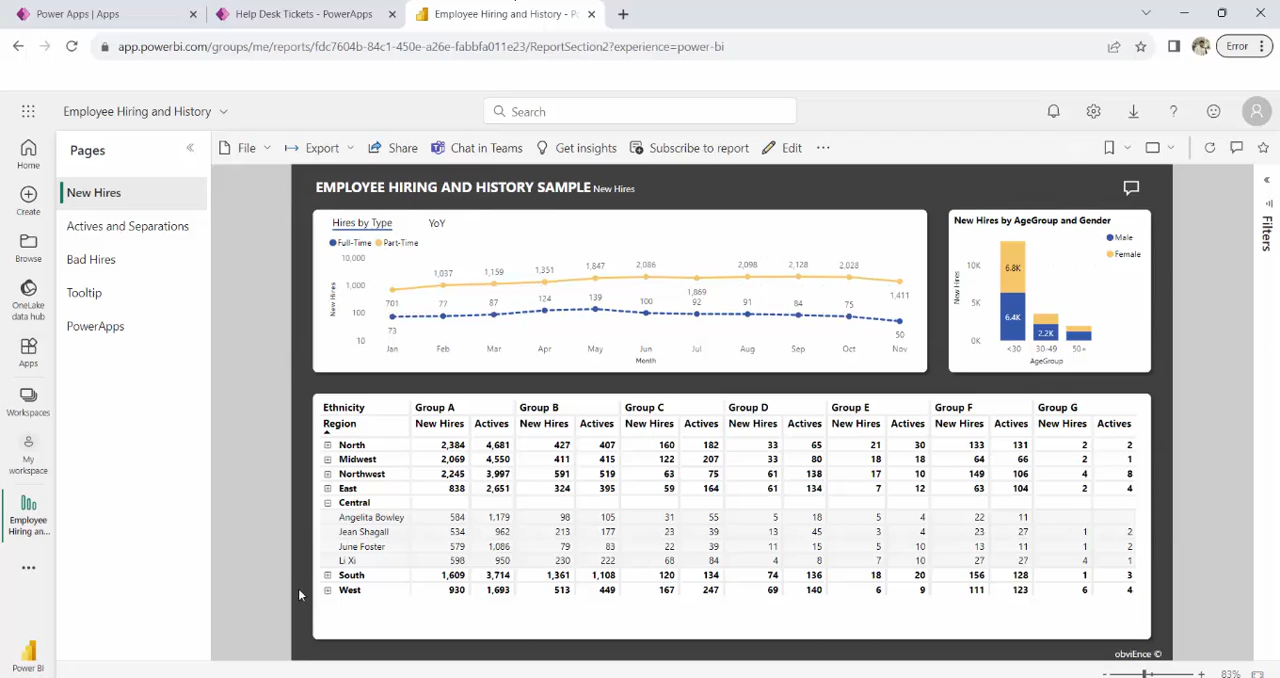 Power Apps | Apps
Help Desk Tickets - PowerApps
Employee Hiring and History - Po
app.powerbi.com/groups/me/reports/fdc7604b-84c1-450e-a26e-fabbfa011e23/ReportSection2?experience=power-bi
Error
Employee Hiring and History
Search
Home
Create
Browse
OneLake data hub
Apps
Workspaces
My workspace
Employee Hiring an...
Power BI
Pages
New Hires
Actives and Separations
Bad Hires
Tooltip
PowerApps
File Export Share Chat in Teams Get insights Subscribe to report Edit
Filters
EMPLOYEE HIRING AND HISTORY SAMPLE New Hires
Hires by Type YoY
Full-Time Part-Time
10,000
1,000
100
10
New Hires
701 1,037 1,159 1,351 1,847 2,086 1,869 2,098 2,128 2,028 1,411
73 77 87 124 139 100 92 91 84 75 50
Jan Feb Mar Apr May Jun Jul Aug Sep Oct Nov
Month
New Hires by AgeGroup and Gender
Male
Female
10K
5K
0K
New Hires
6.8K
6.4K
2.2K
<30 30-49 50+
AgeGroup
Ethnicity Group A Group B Group C Group D Group E Group F Group G
Region New Hires Actives New Hires Actives New Hires Actives New Hires Actives New Hires Actives New Hires Actives New Hires Actives
North 2,384 4,681 427 407 160 182 33 65 21 30 133 131 2 2
Midwest 2,069 4,550 411 415 122 207 33 80 18 18 64 66 2 1
Northwest 2,245 3,997 591 519 63 75 61 138 17 10 149 106 4 8
East 838 2,651 324 395 59 164 61 134 7 12 63 104 2 4
Central
Angelita Bowley 584 1,179 98 105 31 55 5 18 5 4 22 11
Jean Shagall 534 962 213 177 23 39 13 45 3 4 23 27 1 2
June Foster 579 1,086 79 83 22 39 11 15 5 10 13 11 1 2
Li Xi 598 950 230 222 68 84 4 8 7 10 27 27 4 1
South 1,609 3,714 1,361 1,108 120 134 74 136 18 20 156 128 1 3
West 930 1,693 513 449 167 247 69 140 6 9 111 123 6 4
obviEnce ©
83%